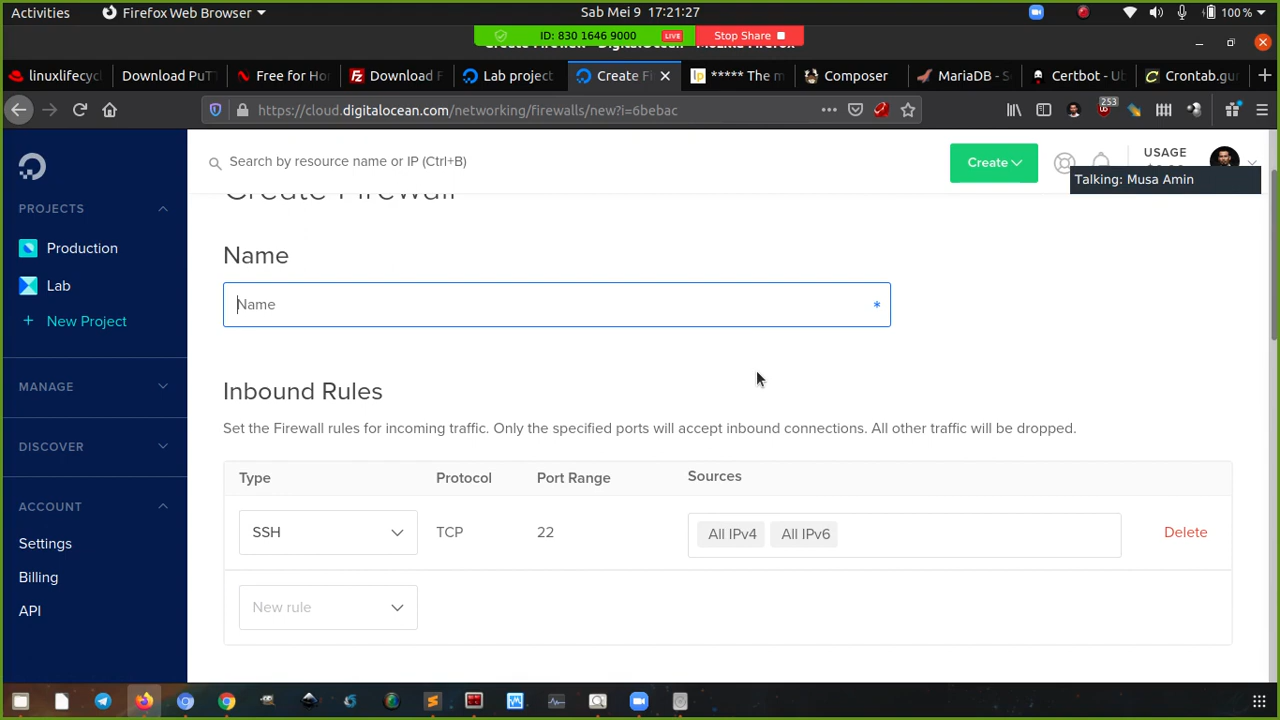 Activities
Firefox Web Browser
Sab Mei 9 17:21:27
100 %
ID: 830 1646 9000
LIVE
Stop Share
linuxlifecyc
Download PuTT
Free for Ho
Download F
Lab project
Create Fi
***** The m
Composer
MariaDB - S
Certbot - Ub
Crontab.gur
https://cloud.digitalocean.com/networking/firewalls/new?i=6bebac
253
Search by resource name or IP (Ctrl+B)
Create
USAGE
Talking: Musa Amin
PROJECTS
Production
Lab
+ New Project
MANAGE
DISCOVER
ACCOUNT
Settings
Billing
API
Create Firewall
Name
Name
*
Inbound Rules
Set the Firewall rules for incoming traffic. Only the specified ports will accept inbound connections. All other traffic will be dropped.
Type Protocol Port Range Sources
SSH TCP 22 All IPv4 All IPv6 Delete
New rule